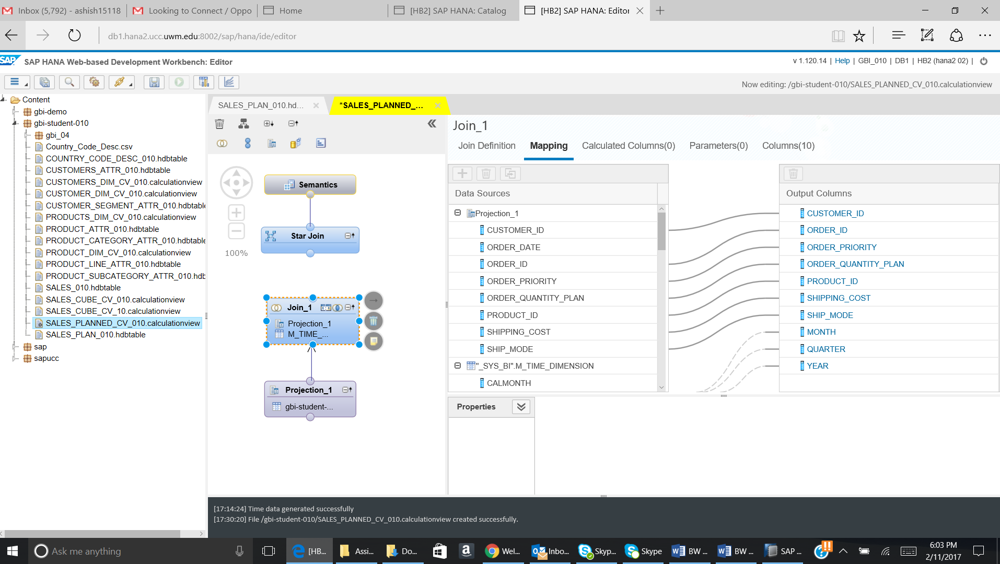 Inbox (5,792) - ashish15118
Looking to Connect / Oppo
Home
[HB2] SAP HANA: Catalog
[HB2] SAP HANA: Editor
db1.hana2.ucc.uwm.edu:8002/sap/hana/ide/editor
SAP
SAP HANA Web-based Development Workbench: Editor
v 1.120.14 | Help | GBI_010 | DB1 | HB2 (hana2 02) |
Now editing: /gbi-student-010/SALES_PLANNED_CV_010.calculationview
Content
gbi-demo
gbi-student-010
gbi_04
Country_Code_Desc.csv
COUNTRY_CODE_DESC_010.hdbtable
CUSTOMERS_ATTR_010.hdbtable
CUSTOMERS_DIM_CV_010.calculationview
CUSTOMER_DIM_CV_010.calculationview
CUSTOMER_SEGMENT_ATTR_010.hdbtable
PRODUCTS_DIM_CV_010.calculationview
PRODUCT_ATTR_010.hdbtable
PRODUCT_CATEGORY_ATTR_010.hdbtable
PRODUCT_DIM_CV_010.calculationview
PRODUCT_LINE_ATTR_010.hdbtable
PRODUCT_SUBCATEGORY_ATTR_010.hdb
SALES_010.hdbtable
SALES_CUBE_CV_010.calculationview
SALES_CUBE_CV_10.calculationview
SALES_PLANNED_CV_010.calculationview
SALES_PLAN_010.hdbtable
sap
sapucc
SALES_PLAN_010.hd...
*SALES_PLANNED_...
100%
Semantics
Star Join
Join_1
Projection_1
M_TIME_...
Projection_1
gbi-student-...
Join_1
Join Definition
Mapping
Calculated Columns(0)
Parameters(0)
Columns(10)
Data Sources
Projection_1
CUSTOMER_ID
ORDER_DATE
ORDER_ID
ORDER_PRIORITY
ORDER_QUANTITY_PLAN
PRODUCT_ID
SHIPPING_COST
SHIP_MODE
"_SYS_BI".M_TIME_DIMENSION
CALMONTH
Output Columns
CUSTOMER_ID
ORDER_ID
ORDER_PRIORITY
ORDER_QUANTITY_PLAN
PRODUCT_ID
SHIPPING_COST
SHIP_MODE
MONTH
QUARTER
YEAR
Properties
[17:14:24] Time data generated successfully
[17:30:20] File /gbi-student-010/SALES_PLANNED_CV_010.calculationview created successfully.
Ask me anything
[HB...
Assi...
Do...
Wel...
Inbo...
Skyp...
Skype
BW ...
BW ...
SAP ...
6:03 PM
2/11/2017